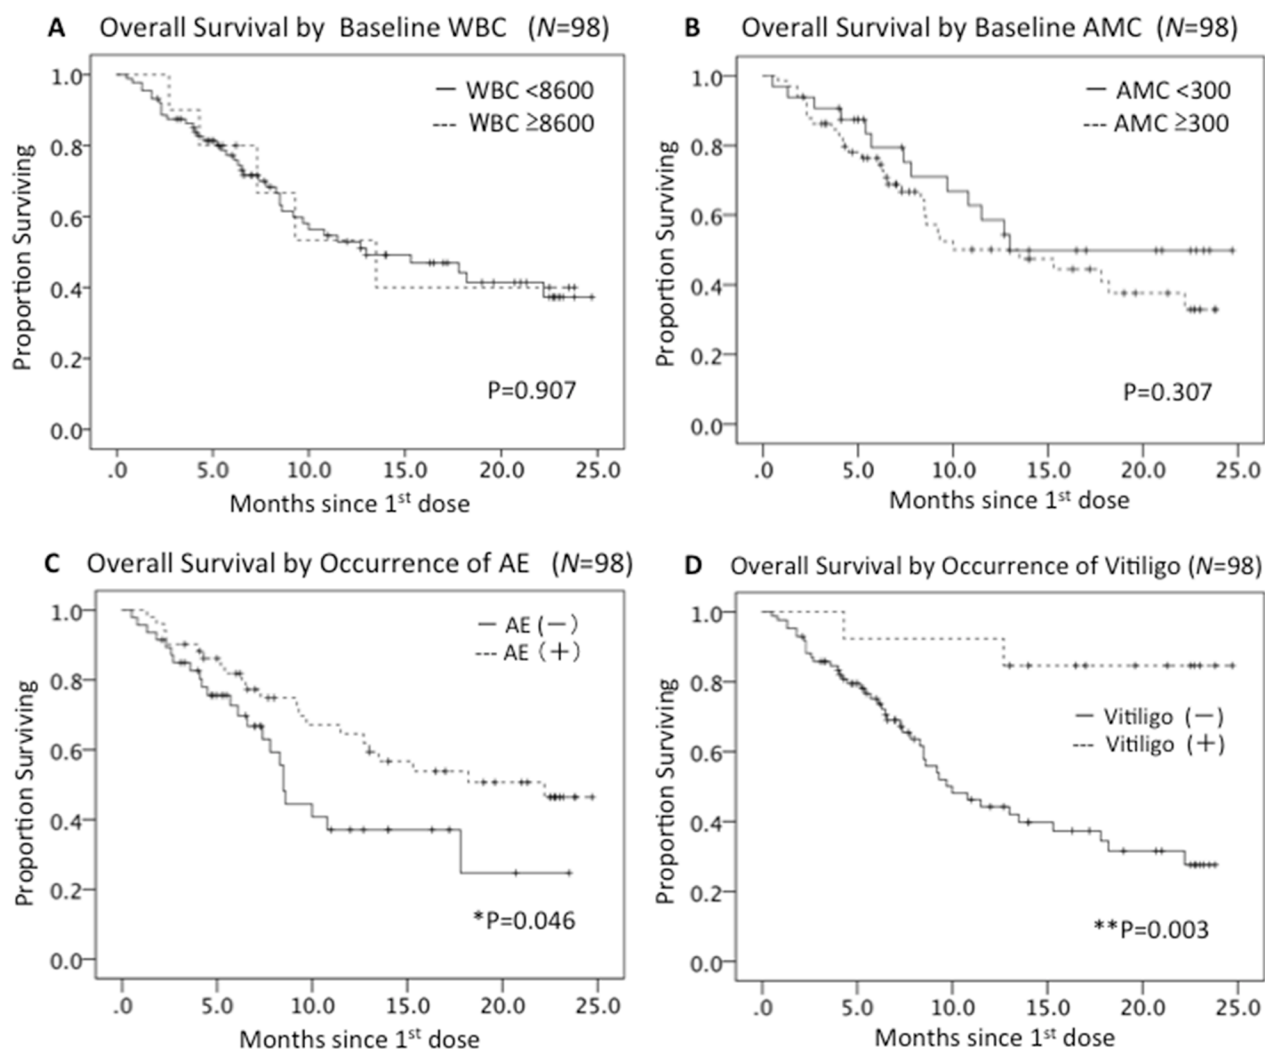 A Overall Survival by Baseline WBC (N=98)
1.0
0.8
0.6
0.4
0.2
0.0
Proportion Surviving
— WBC <8600
--- WBC ≥8600
P=0.907
.0 5.0 10.0 15.0 20.0 25.0
Months since 1st dose
B Overall Survival by Baseline AMC (N=98)
1.0
0.8
0.6
0.4
0.2
0.0
Proportion Surviving
— AMC <300
--- AMC ≥300
P=0.307
.0 5.0 10.0 15.0 20.0 25.0
Months since 1st dose
C Overall Survival by Occurrence of AE (N=98)
1.0
0.8
0.6
0.4
0.2
0.0
Proportion Surviving
— AE (—)
--- AE (+)
*P=0.046
.0 5.0 10.0 15.0 20.0 25.0
Months since 1st dose
D Overall Survival by Occurrence of Vitiligo (N=98)
1.0
0.8
0.6
0.4
0.2
0.0
Proportion Surviving
— Vitiligo (—)
--- Vitiligo (+)
**P=0.003
.0 5.0 10.0 15.0 20.0 25.0
Months since 1st dose